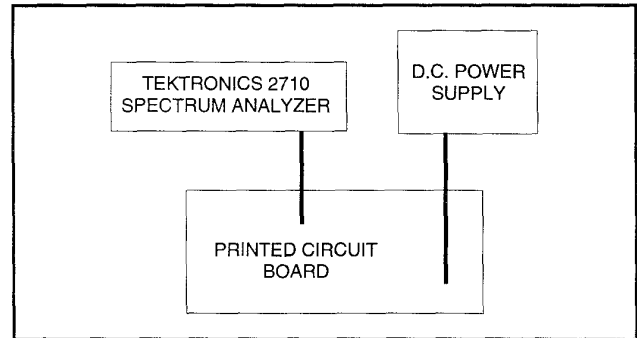 TEKTRONICS 2710
SPECTRUM ANALYZER
D.C. POWER
SUPPLY
PRINTED CIRCUIT
BOARD